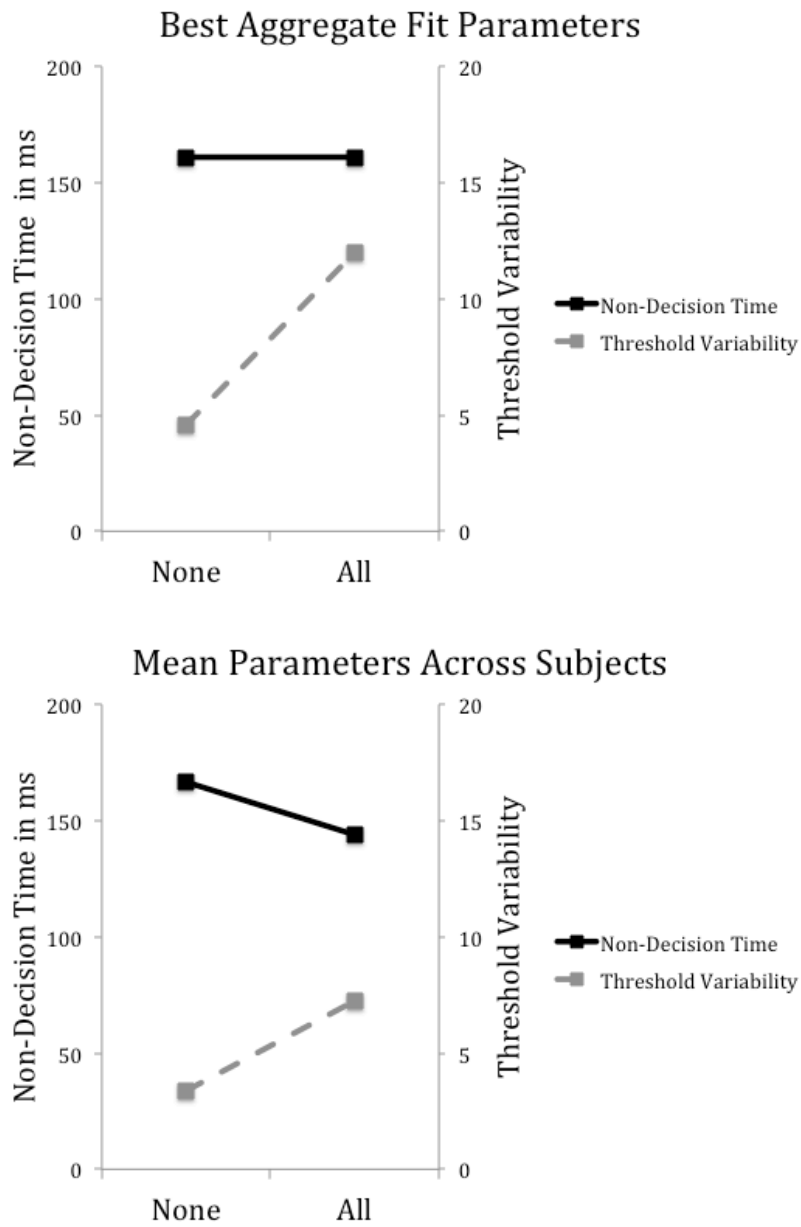 Best Aggregate Fit Parameters
Non-Decision Time in ms
200
150
100
50
0
20
15
10
5
0
Threshold Variability
Non-Decision Time
Threshold Variability
None
All
Mean Parameters Across Subjects
Non-Decision Time in ms
200
150
100
50
0
20
15
10
5
0
Threshold Variability
Non-Decision Time
Threshold Variability
None
All